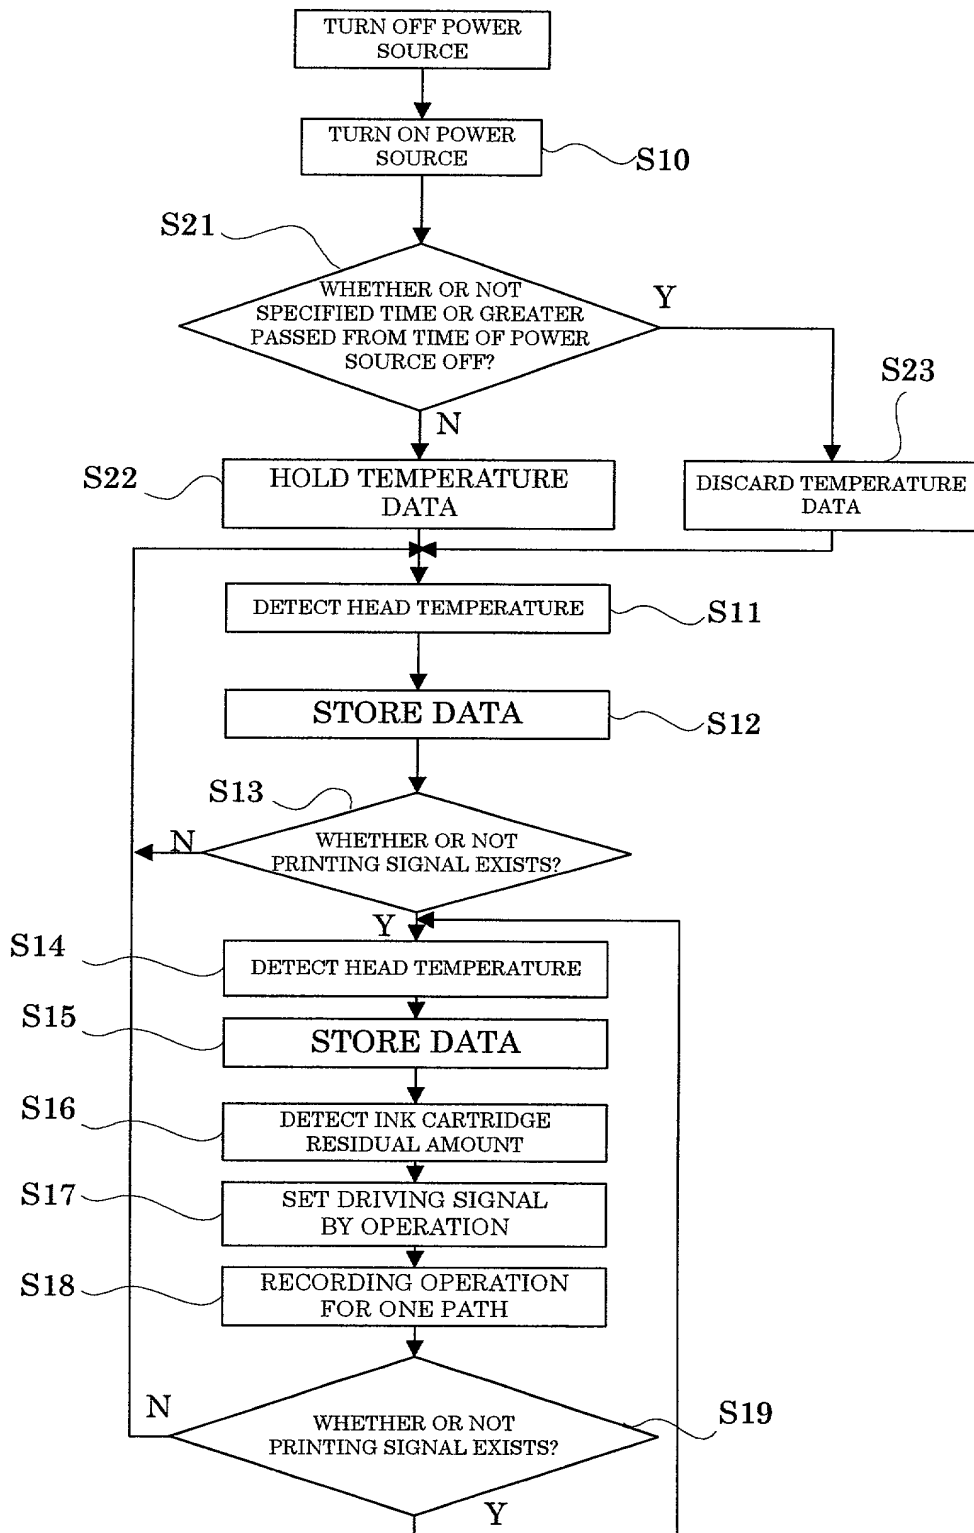 TURN OFF POWER
SOURCE
TURN ON POWER
SOURCE
S10
S21
WHETHER OR NOT
SPECIFIED TIME OR GREATER
PASSED FROM TIME OF POWER
SOURCE OFF?
Y
N
S23
S22
HOLD TEMPERATURE
DATA
DISCARD TEMPERATURE
DATA
DETECT HEAD TEMPERATURE
S11
STORE DATA
S12
S13
WHETHER OR NOT
PRINTING SIGNAL EXISTS?
N
Y
S14
DETECT HEAD TEMPERATURE
S15
STORE DATA
S16
DETECT INK CARTRIDGE
RESIDUAL AMOUNT
S17
SET DRIVING SIGNAL
BY OPERATION
S18
RECORDING OPERATION
FOR ONE PATH
N
WHETHER OR NOT
PRINTING SIGNAL EXISTS?
S19
Y